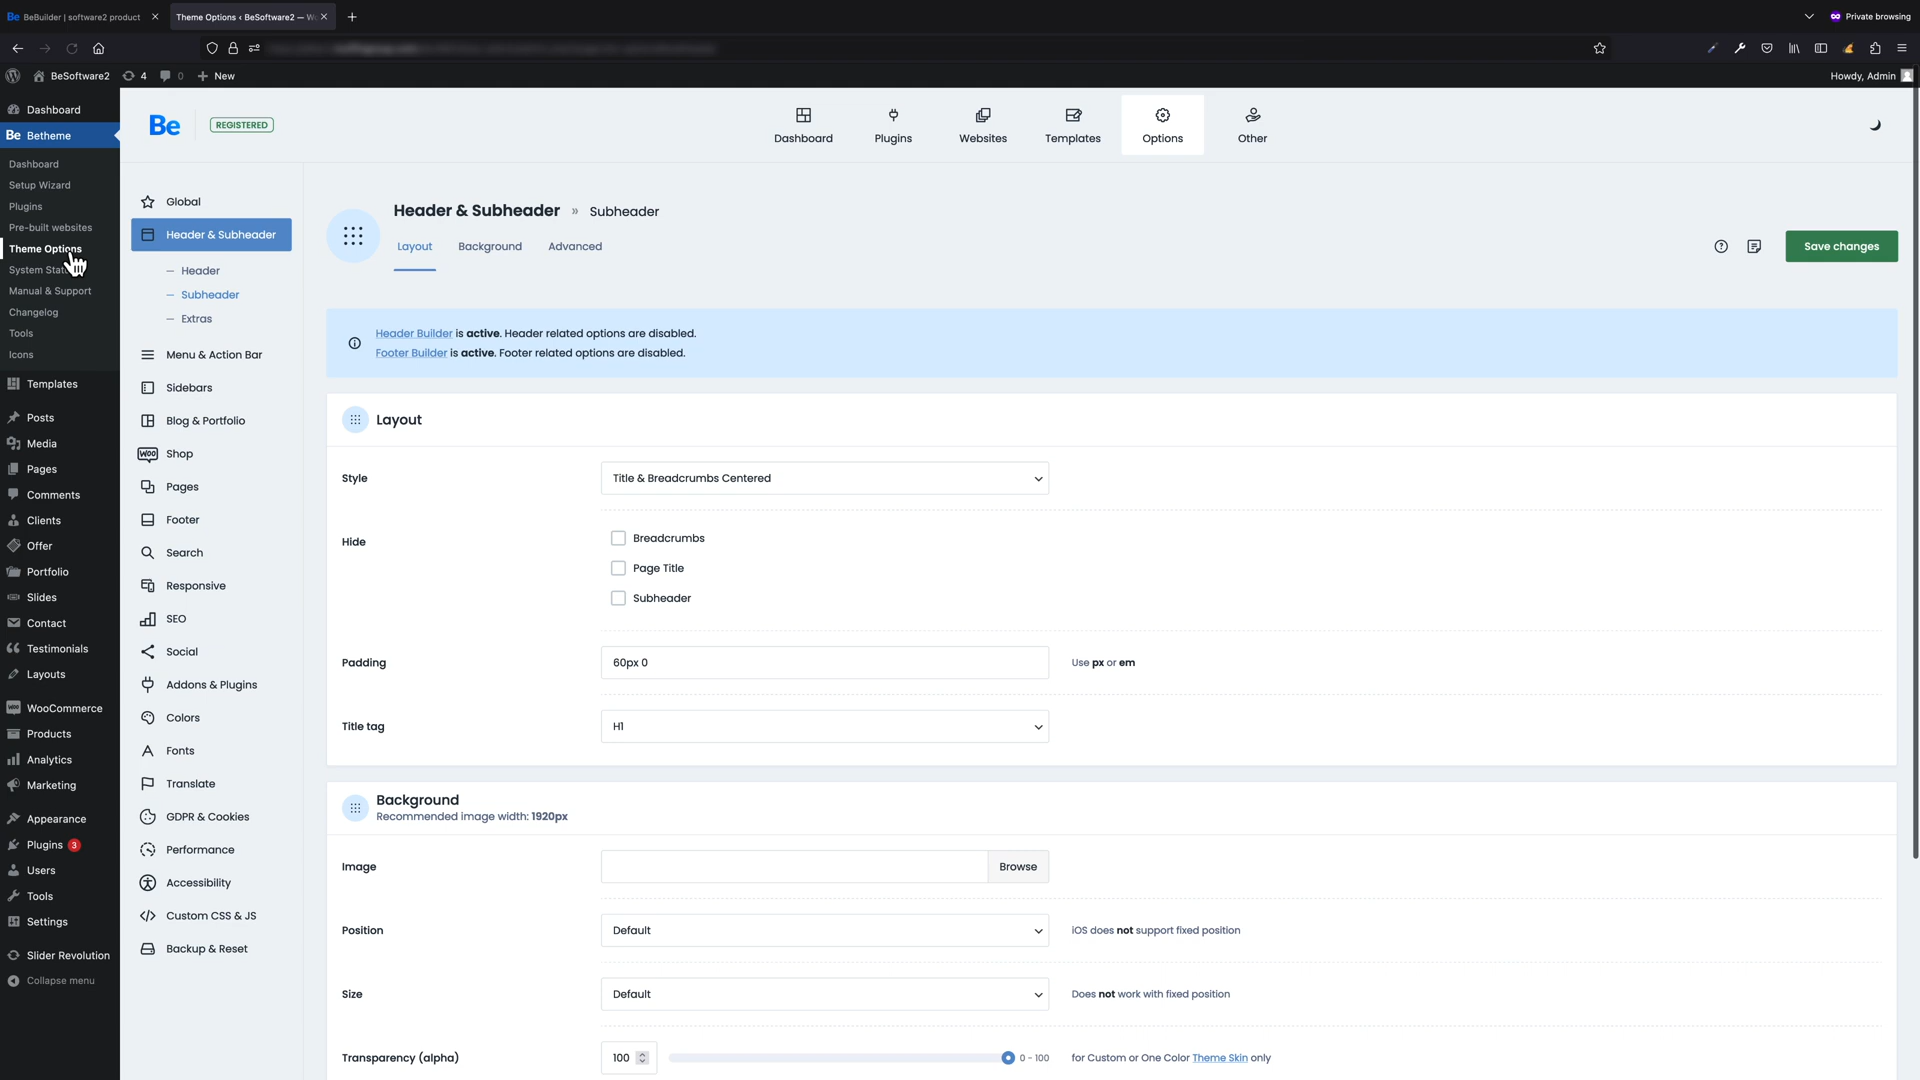 Be BeBuilder | software2 product
Theme Options ‹ BeSoftware2 — W
Private browsing
BeSoftware2 4 0 New
Howdy, Admin
Dashboard
Be Betheme
Dashboard
Setup Wizard
Plugins
Pre-built websites
Theme Options
System Stat
Manual & Support
Changelog
Tools
Icons
Templates
Posts
Media
Pages
Comments
Clients
Offer
Portfolio
Slides
Contact
Testimonials
Layouts
WooCommerce
Products
Analytics
Marketing
Appearance
Plugins 3
Users
Tools
Settings
Slider Revolution
Collapse menu
Be REGISTERED
Dashboard
Plugins
Websites
Templates
Options
Other
Global
Header & Subheader
Header
Subheader
Extras
Menu & Action Bar
Sidebars
Blog & Portfolio
Woo Shop
Pages
Footer
Search
Responsive
SEO
Social
Addons & Plugins
Colors
Fonts
Translate
GDPR & Cookies
Performance
Accessibility
Custom CSS & JS
Backup & Reset
Header & Subheader » Subheader
Layout Background Advanced
Save changes
Header Builder is active. Header related options are disabled.
Footer Builder is active. Footer related options are disabled.
Layout
Style
Title & Breadcrumbs Centered
Hide
Breadcrumbs
Page Title
Subheader
Padding
60px 0
Use px or em
Title tag
H1
Background
Recommended image width: 1920px
Image
Browse
Position
Default
iOS does not support fixed position
Size
Default
Does not work with fixed position
Transparency (alpha)
100
0 - 100
for Custom or One Color Theme Skin only